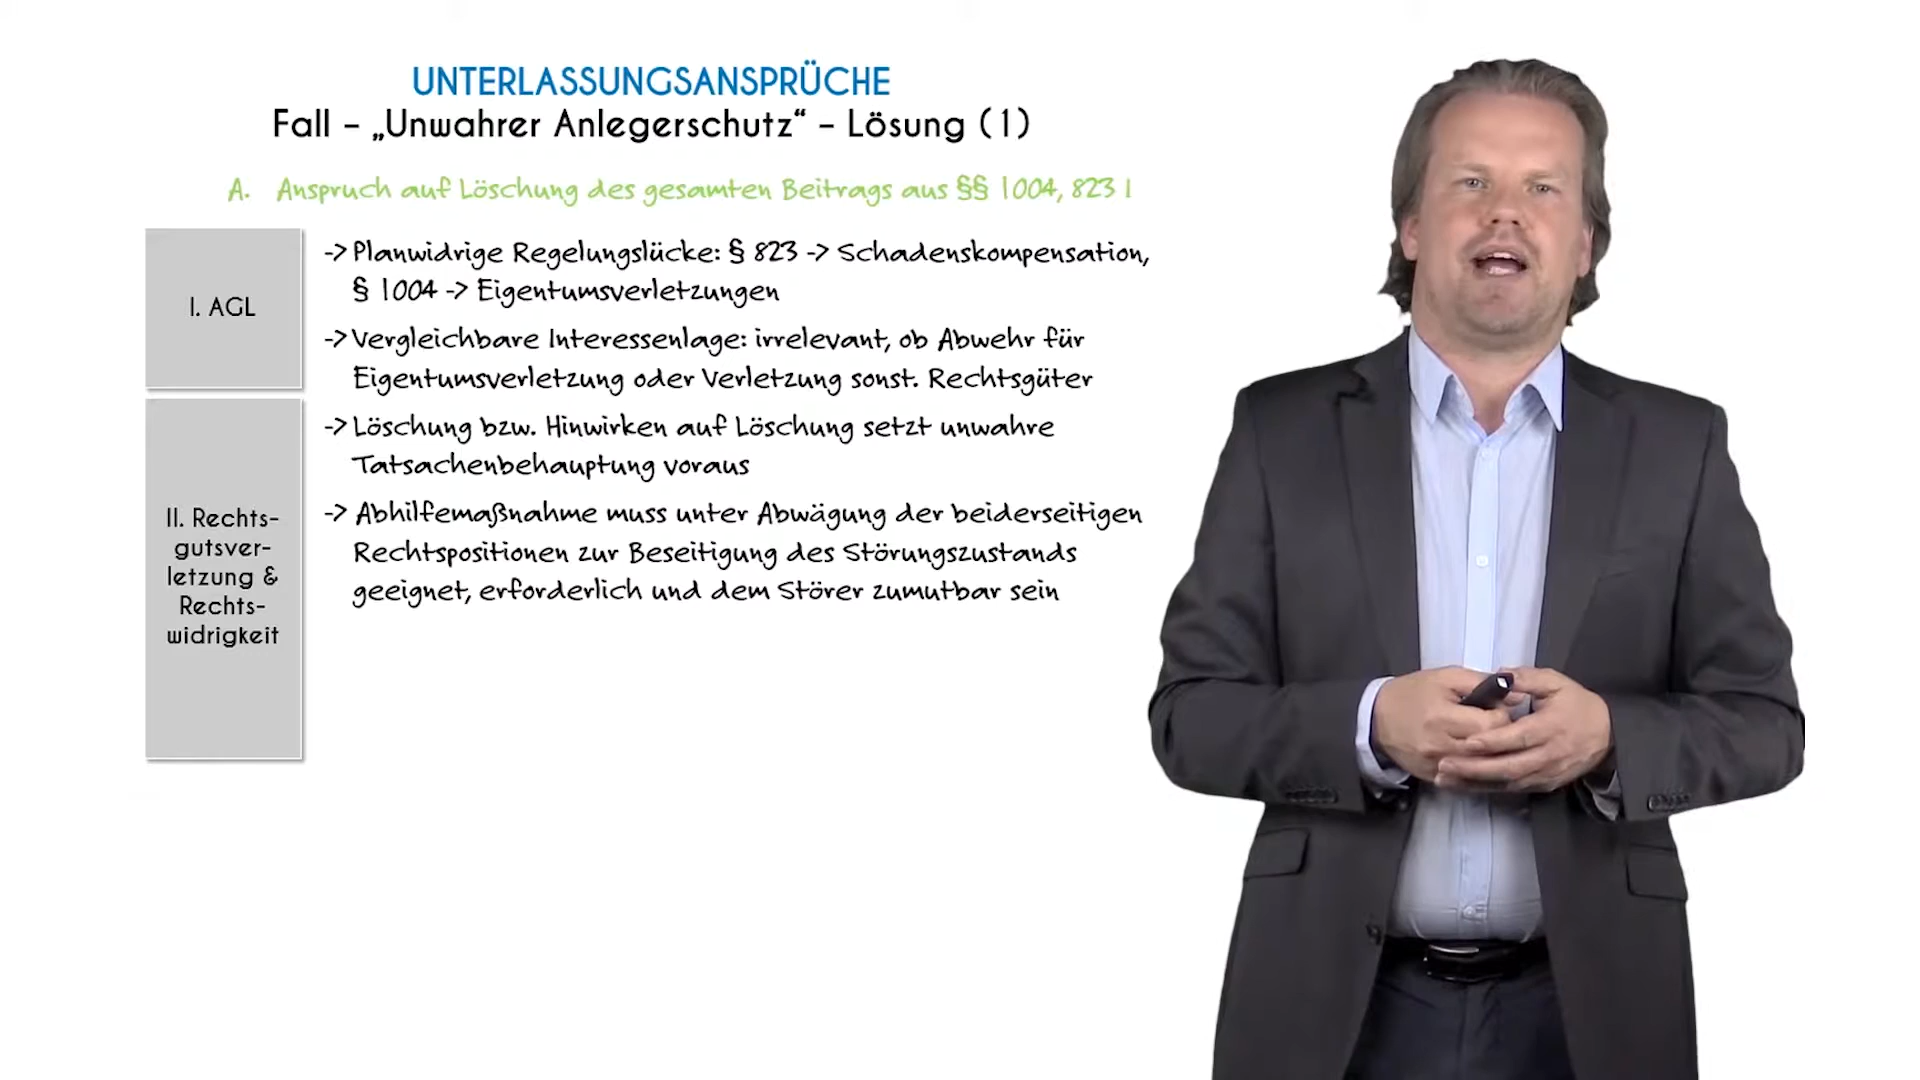 UNTERLASSUNGSANSPRÜCHE
Fall – „Unwahrer Anlegerschutz“ – Lösung (1)
A. Anspruch auf Löschung des gesamten Beitrags aus §§ 1004, 823 I
I. AGL
-> Planwidrige Regelungslücke: § 823 -> Schadenskompensation,
§ 1004 -> Eigentumsverletzungen
-> Vergleichbare Interessenlage: irrelevant, ob Abwehr für
Eigentumsverletzung oder Verletzung sonst. Rechtsgüter
II. Rechts-
gutsver-
letzung &
Rechts-
widrigkeit
-> Löschung bzw. Hinwirken auf Löschung setzt unwahre
Tatsachenbehauptung voraus
-> Abhilfemaßnahme muss unter Abwägung der beiderseitigen
Rechtspositionen zur Beseitigung des Störungszustands
geeignet, erforderlich und dem Störer zumutbar sein